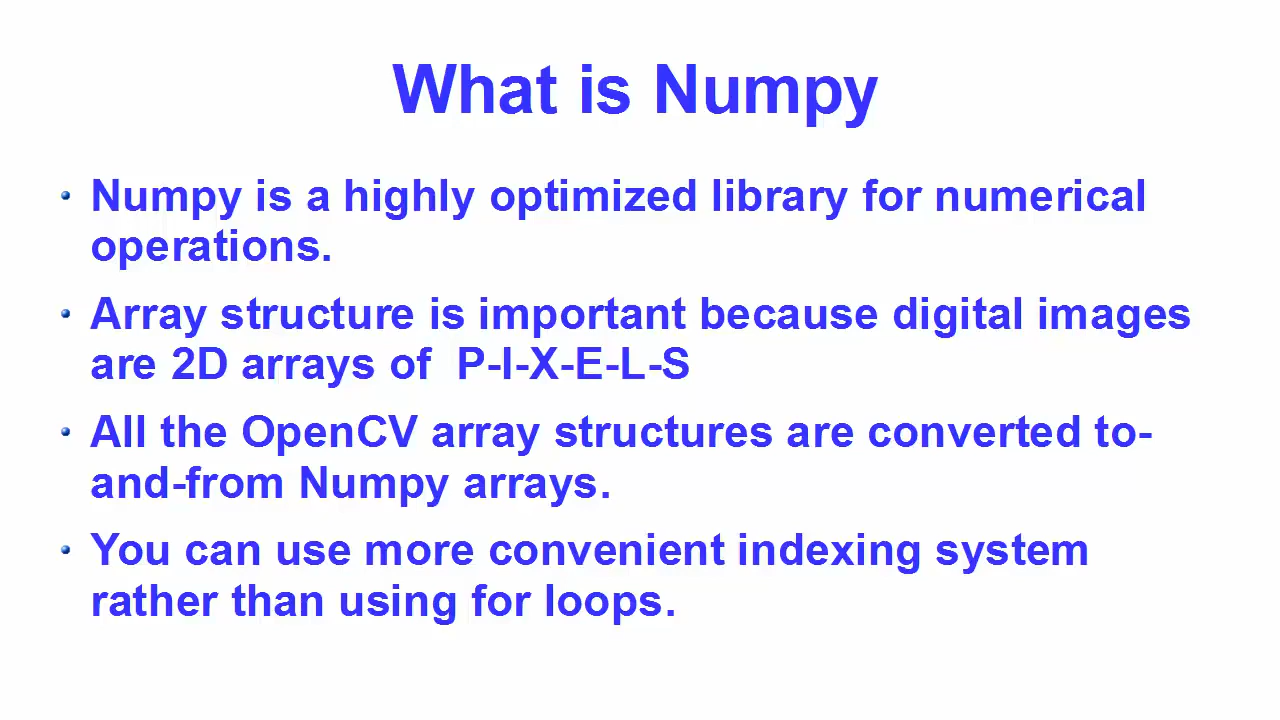 What is Numpy
Numpy is a highly optimized library for numerical
operations.
Array structure is important because digital images
are 2D arrays of P-I-X-E-L-S
All the OpenCV array structures are converted to-
and-from Numpy arrays.
You can use more convenient indexing system
rather than using for loops.